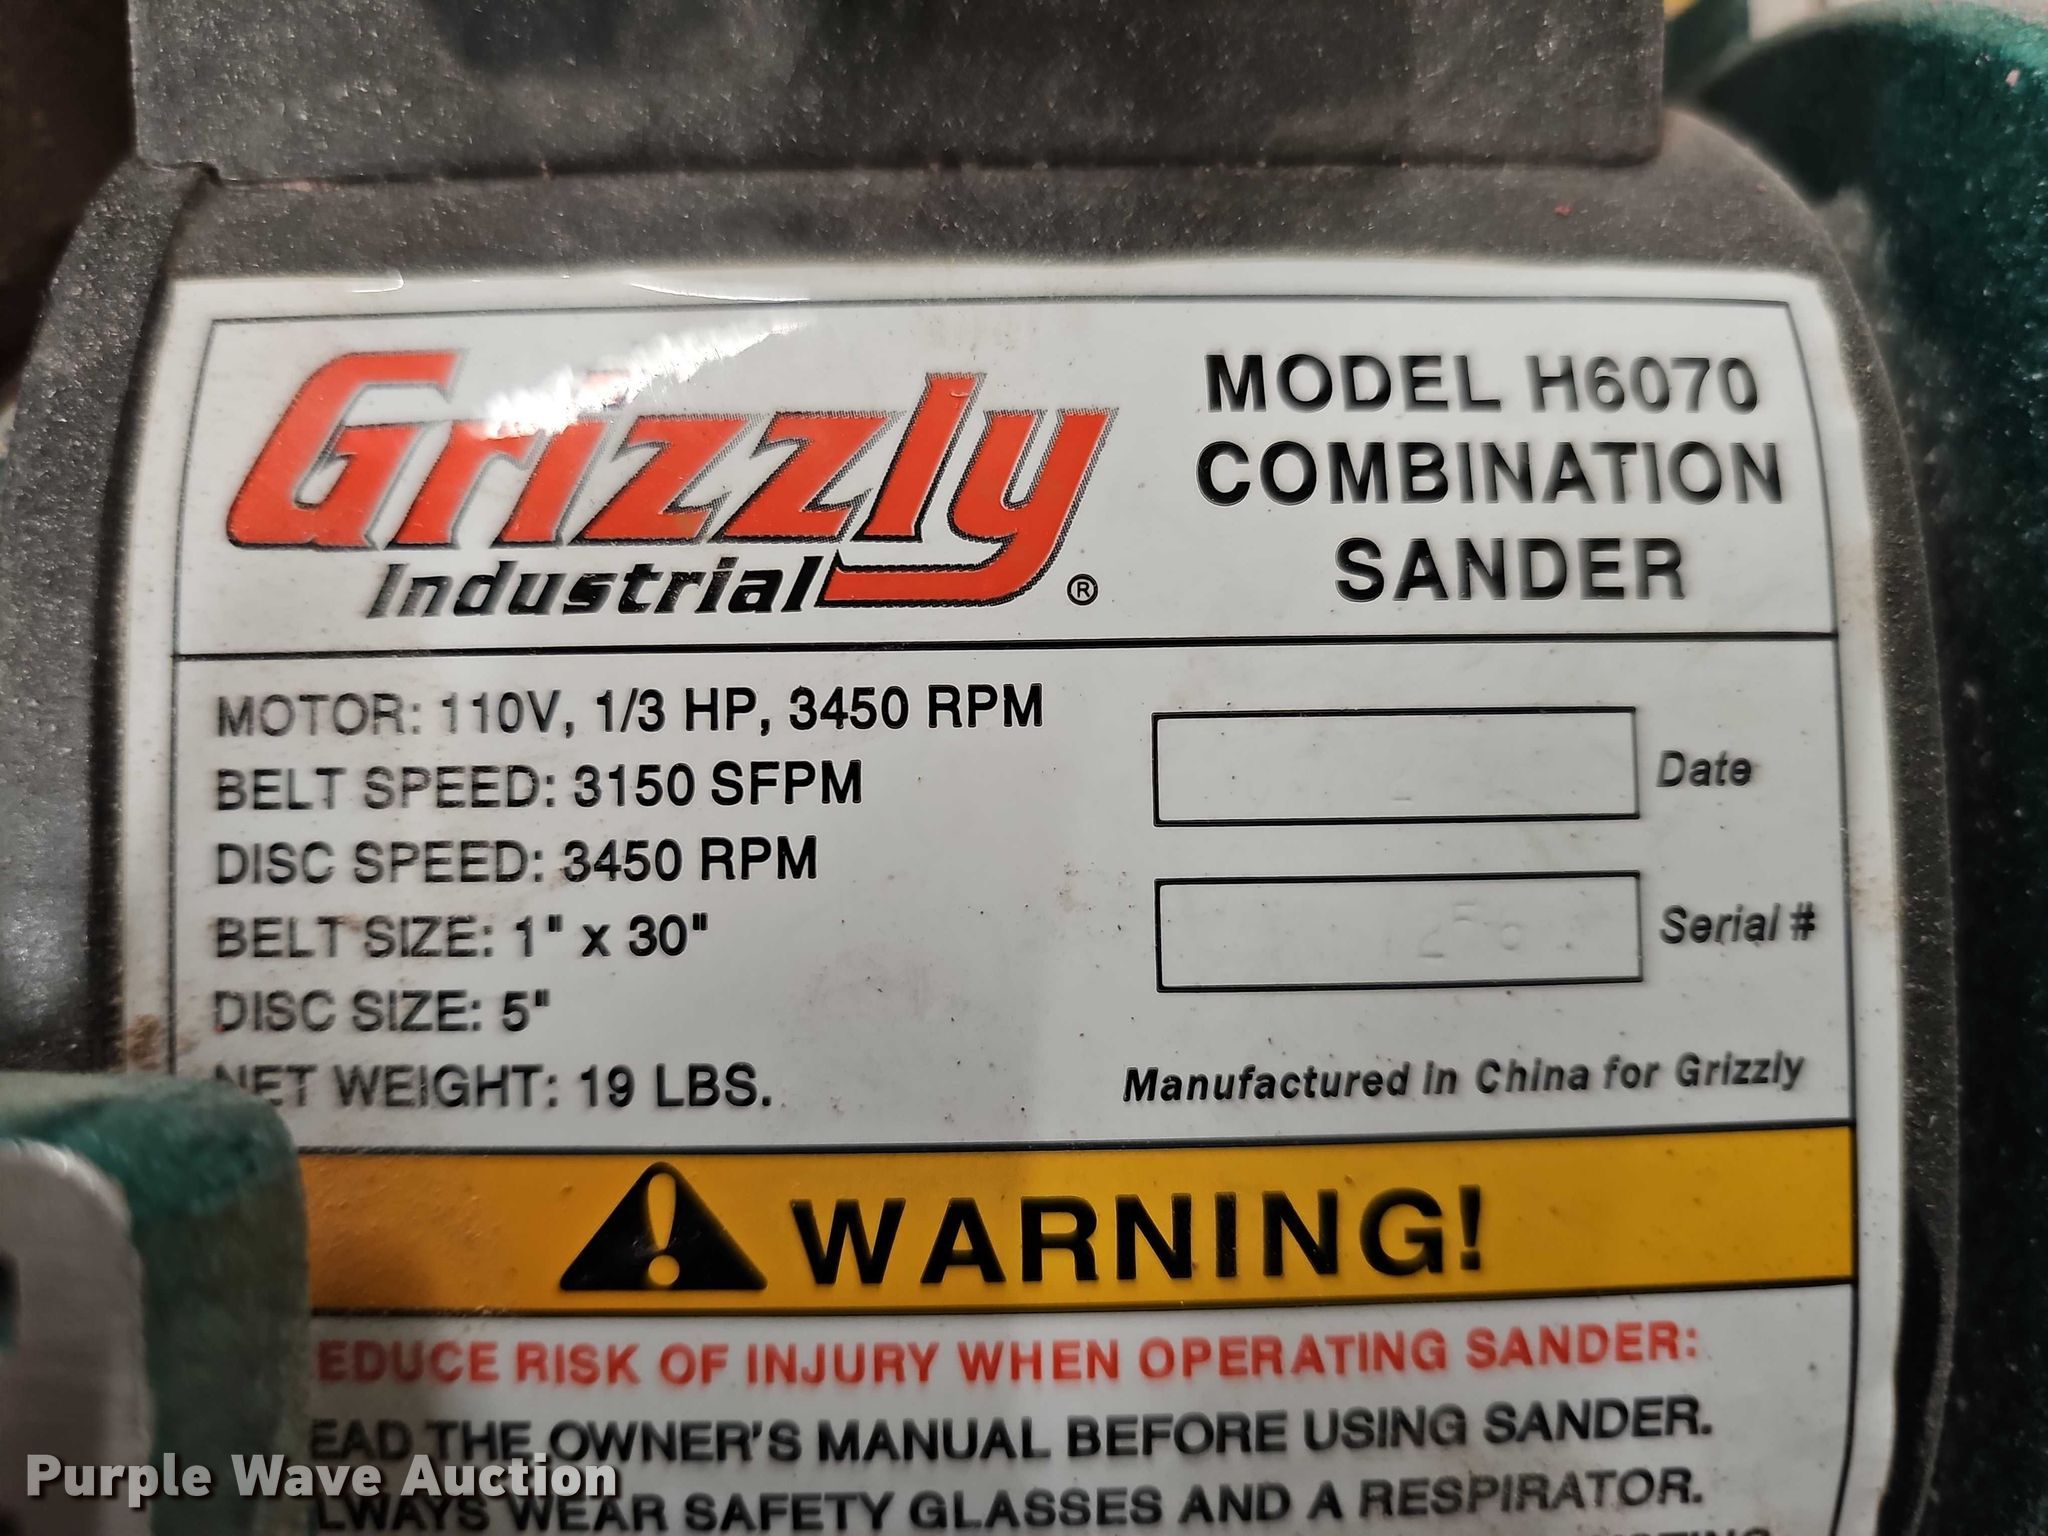 Grizzly
Industrial ®
MODEL H6070
COMBINATION
SANDER
MOTOR: 110V, 1/3 HP, 3450 RPM
BELT SPEED: 3150 SFPM
DISC SPEED: 3450 RPM
BELT SIZE: 1" x 30"
DISC SIZE: 5"
NET WEIGHT: 19 LBS.
Date
Serial #
Manufactured in China for Grizzly
WARNING!
EDUCE RISK OF INJURY WHEN OPERATING SANDER:
EAD THE OWNER'S MANUAL BEFORE USING SANDER.
LWAYS WEAR SAFETY GLASSES AND A RESPIRATOR.
Purple Wave Auction